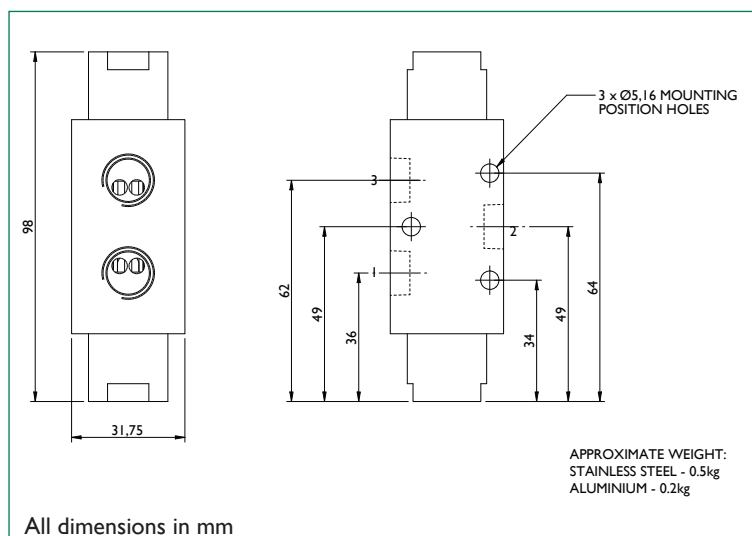 3 x Ø5,16 MOUNTING
POSITION HOLES
3
2
1
98
62
49
36
34
49
64
31,75
APPROXIMATE WEIGHT:
STAINLESS STEEL - 0.5kg
ALUMINIUM - 0.2kg
All dimensions in mm